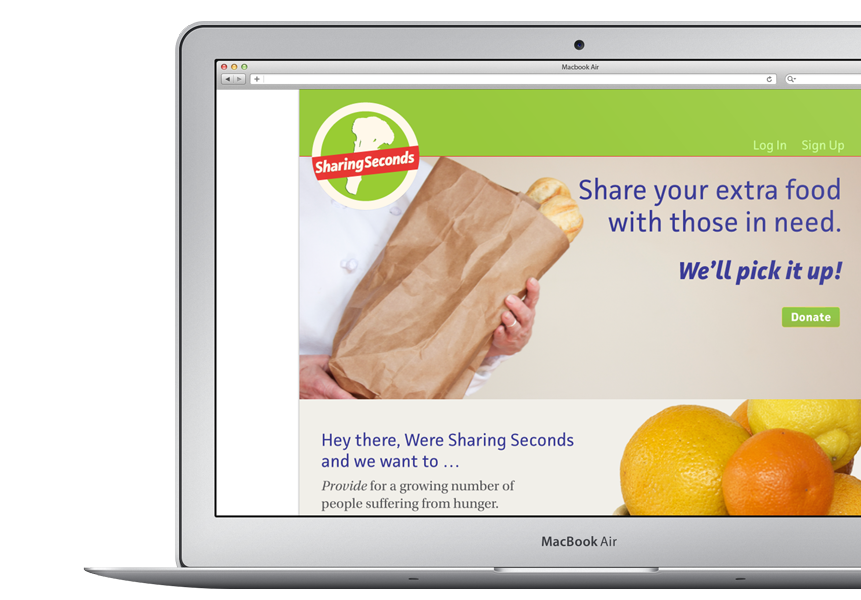 Macbook Air
Log In Sign Up
SharingSeconds
Share your extra food
with those in need.
We'll pick it up!
Donate
Hey there, Were Sharing Seconds
and we want to ...
Provide for a growing number of
people suffering from hunger.
MacBook Air